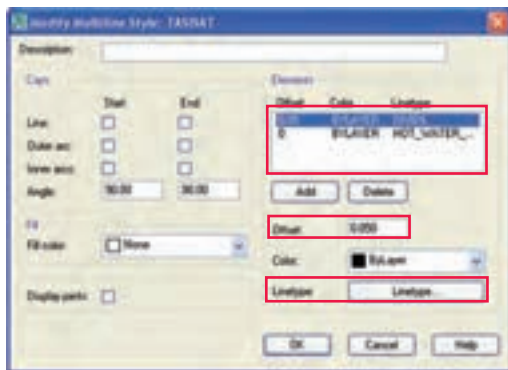 Modify Multiline Style: TASISAT
Description:
Caps
Start End
Line:
Outer arc:
Inner arcs:
Angle: 90.00 90.00
Fill
Fill color: None
Display joints:
Elements
Offset Color Linetype
BYLAYER
0 BYLAYER HOT_WATER_...
Add Delete
Offset: 0.050
Color: ByLayer
Linetype: Linetype...
OK Cancel Help